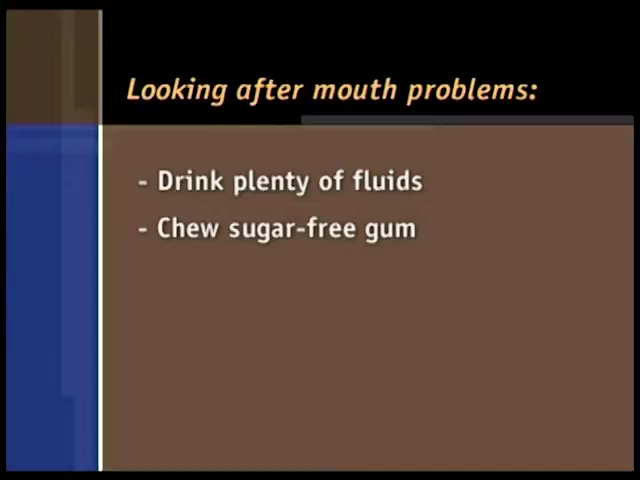 Looking after mouth problems:
- Drink plenty of fluids
- Chew sugar-free gum